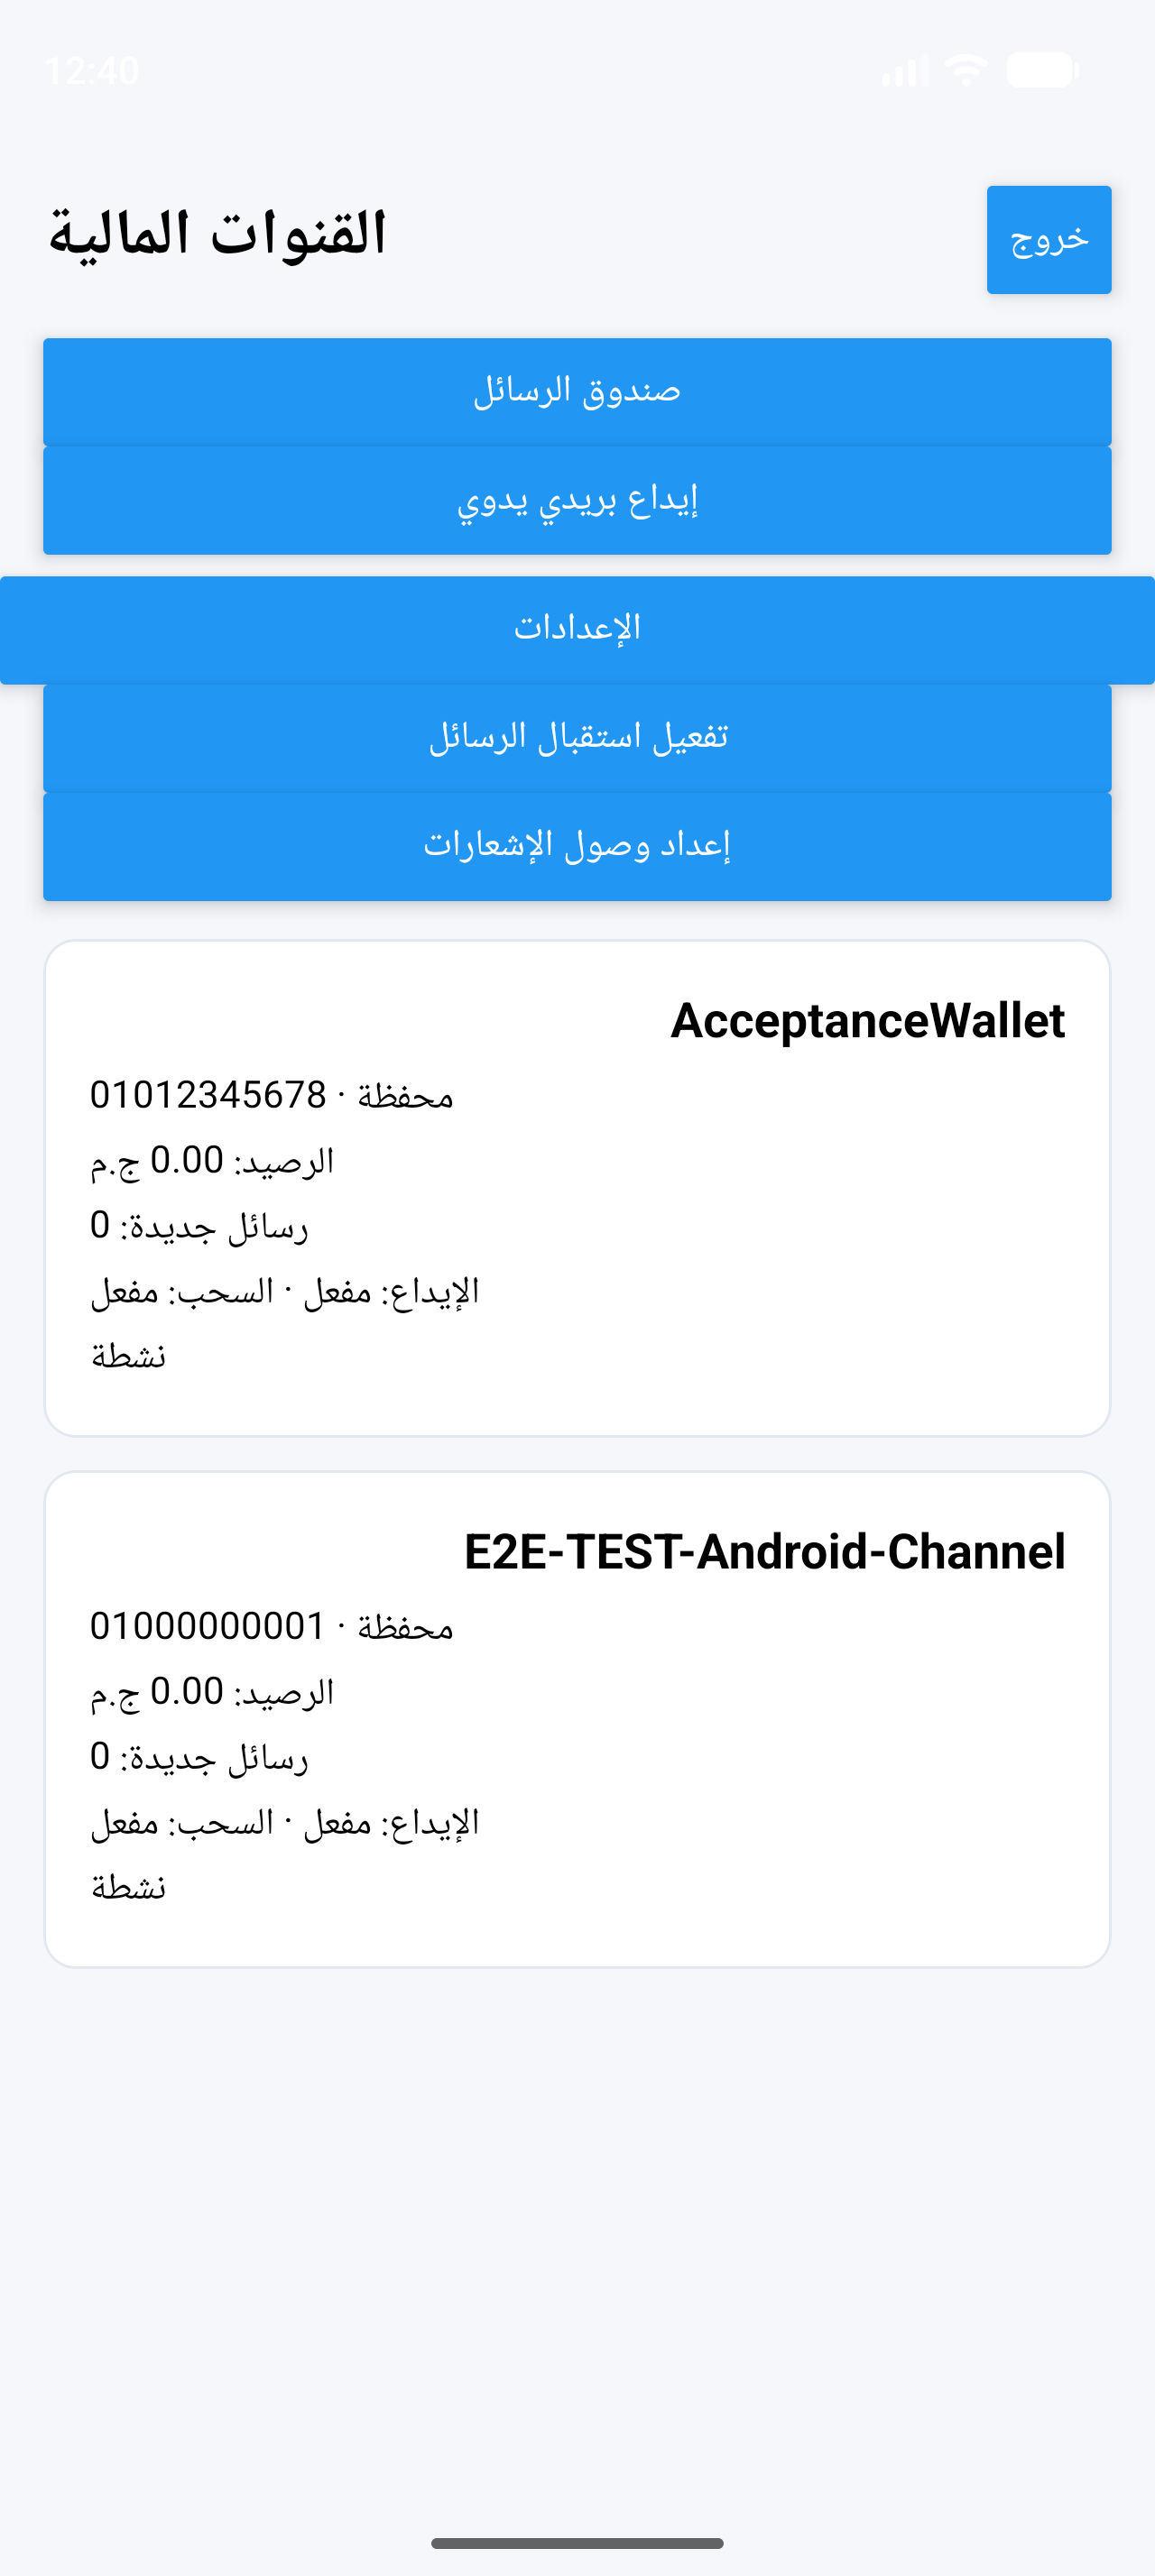 12:40
القنوات المالية
خروج
صندوق الرسائل
إيداع بريدي يدوي
الإعدادات
تفعيل استقبال الرسائل
إعداد وصول الإشعارات
AcceptanceWallet
محفظة · 01012345678
الرصيد: 0.00 ج.م
رسائل جديدة: 0
الإيداع: مفعل · السحب: مفعل
نشطة
E2E-TEST-Android-Channel
محفظة · 01000000001
الرصيد: 0.00 ج.م
رسائل جديدة: 0
الإيداع: مفعل · السحب: مفعل
نشطة